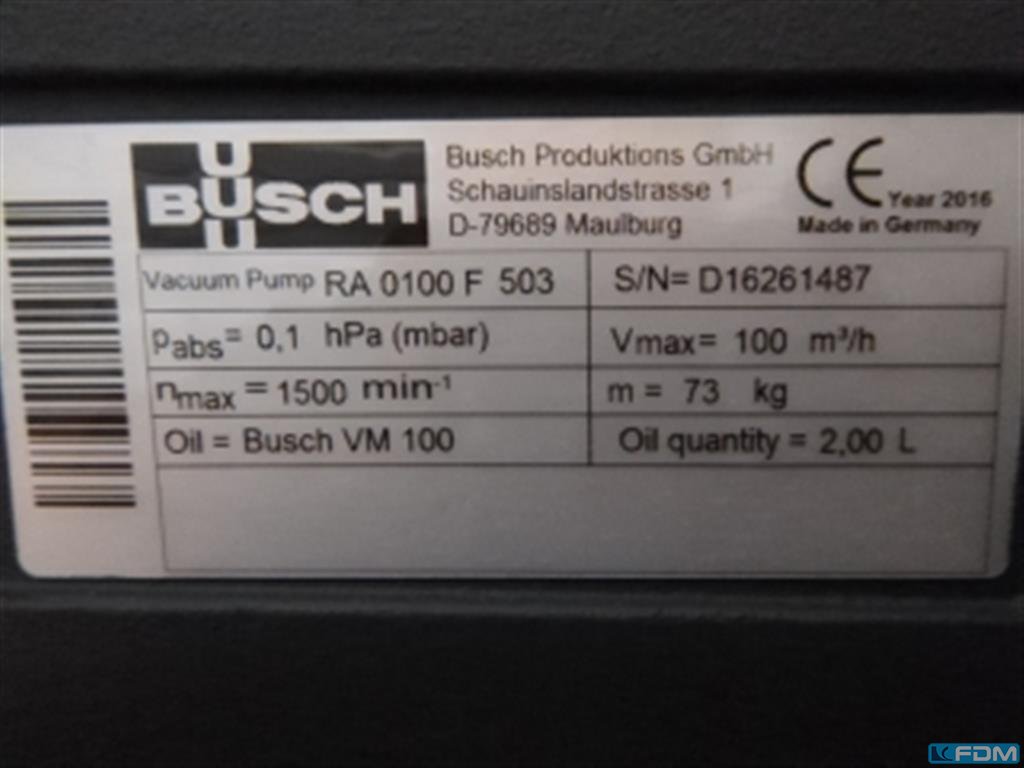 BUSCH
Busch Produktions GmbH
Schauinslandstrasse 1
D-79689 Maulburg
CE
Year 2016
Made in Germany
Vacuum Pump RA 0100 F 503
S/N= D16261487
pabs= 0,1 hPa (mbar)
Vmax= 100 m³/h
nmax = 1500 min-1
m = 73 kg
Oil = Busch VM 100
Oil quantity = 2,00 L
FDM